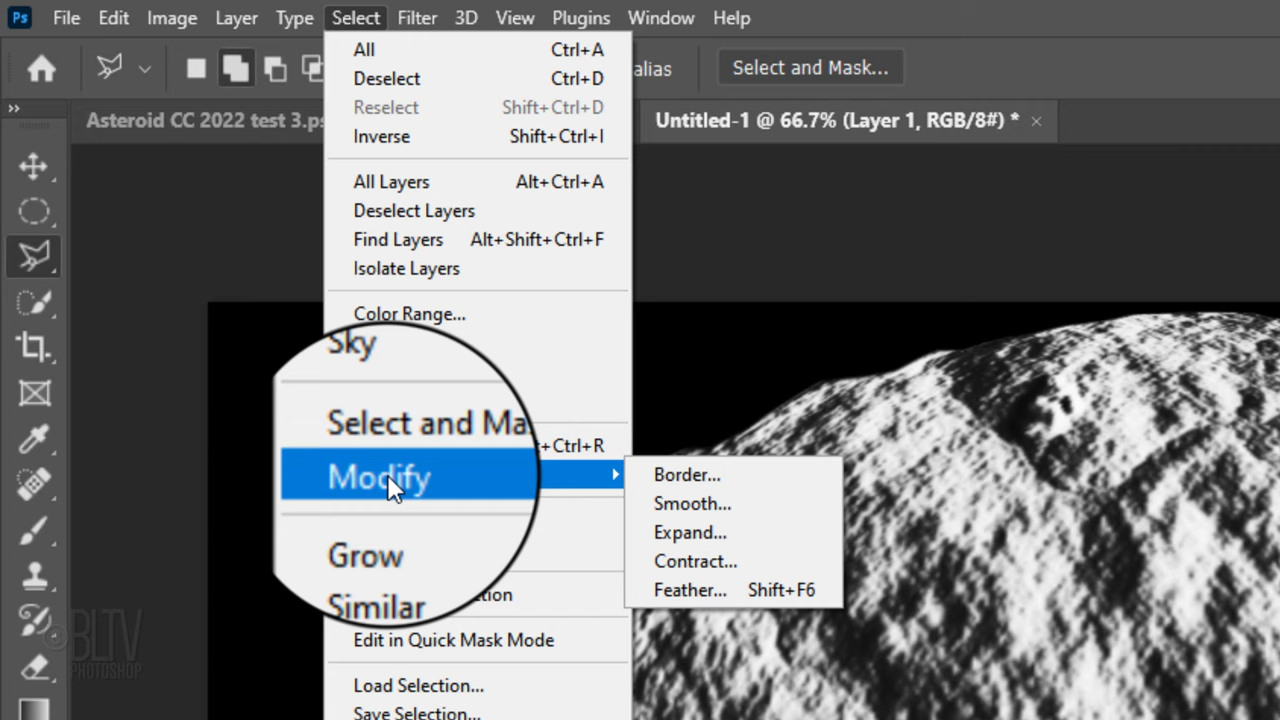 Ps File Edit Image Layer Type Select Filter 3D View Plugins Window Help
alias Select and Mask...
Asteroid CC 2022 test 3.ps Untitled-1 @ 66.7% (Layer 1, RGB/8#) * ×
All Ctrl+A
Deselect Ctrl+D
Reselect Shift+Ctrl+D
Inverse Shift+Ctrl+I
All Layers Alt+Ctrl+A
Deselect Layers
Find Layers Alt+Shift+Ctrl+F
Isolate Layers
Color Range...
Sky
Select and Ma
+Ctrl+R
Modify
Border...
Smooth...
Expand...
Contract...
Feather... Shift+F6
Grow
Similar
Edit in Quick Mask Mode
Load Selection...
Save Selection...
© BLTV
PHOTOSHOP